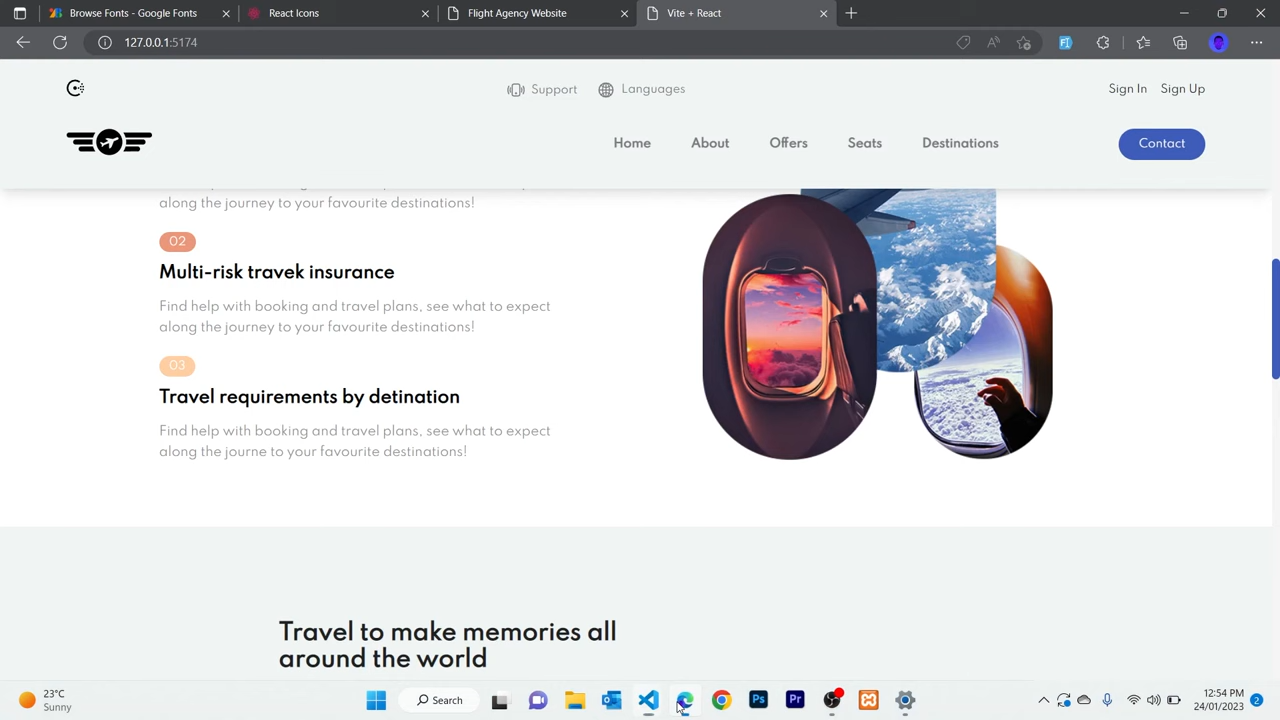 Browse Fonts - Google Fonts
React Icons
Flight Agency Website
Vite + React
127.0.0.1:5174
Support
Languages
Sign In
Sign Up
Home
About
Offers
Seats
Destinations
Contact
along the journey to your favourite destinations!
02
Multi-risk travek insurance
Find help with booking and travel plans, see what to expect
along the journey to your favourite destinations!
03
Travel requirements by detination
Find help with booking and travel plans, see what to expect
along the journe to your favourite destinations!
Travel to make memories all
around the world
23°C
Sunny
Search
Ps
Pr
12:54 PM
24/01/2023
2